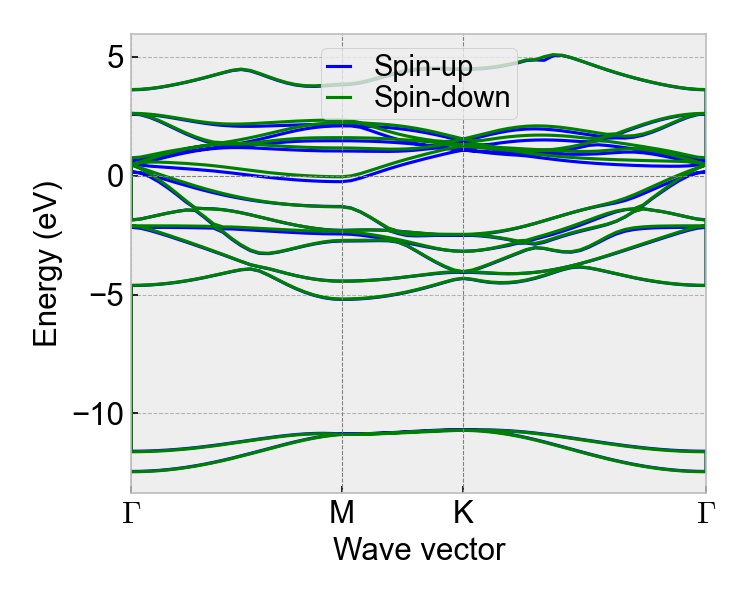 5
0
−5
−10
Energy (eV)
Spin-up
Spin-down
Γ M K Γ
Wave vector